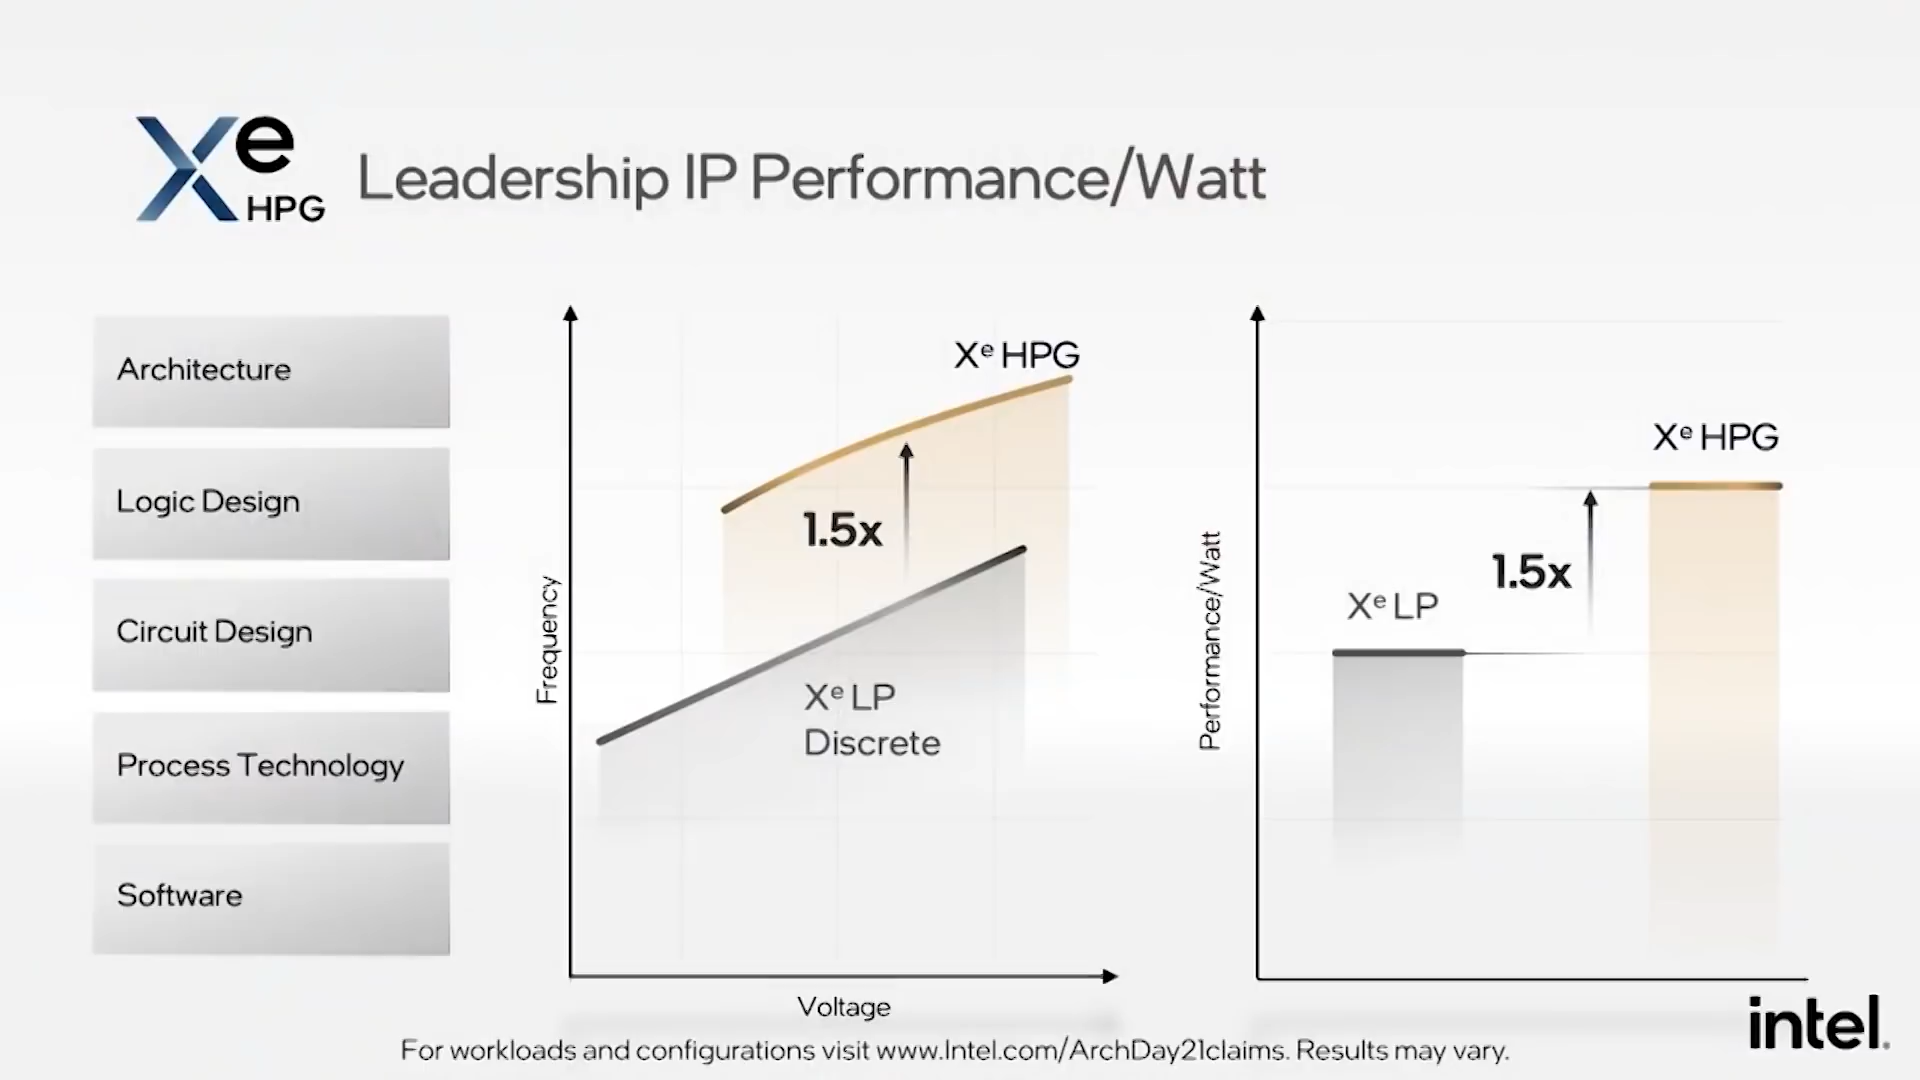 Xe HPG
Leadership IP Performance/Watt
Architecture
Logic Design
Circuit Design
Process Technology
Software
Frequency
Xe HPG
1.5x
Xe LP
Discrete
Voltage
Performance/Watt
Xe LP
1.5x
Xe HPG
intel.
For workloads and configurations visit www.Intel.com/ArchDay21claims. Results may vary.